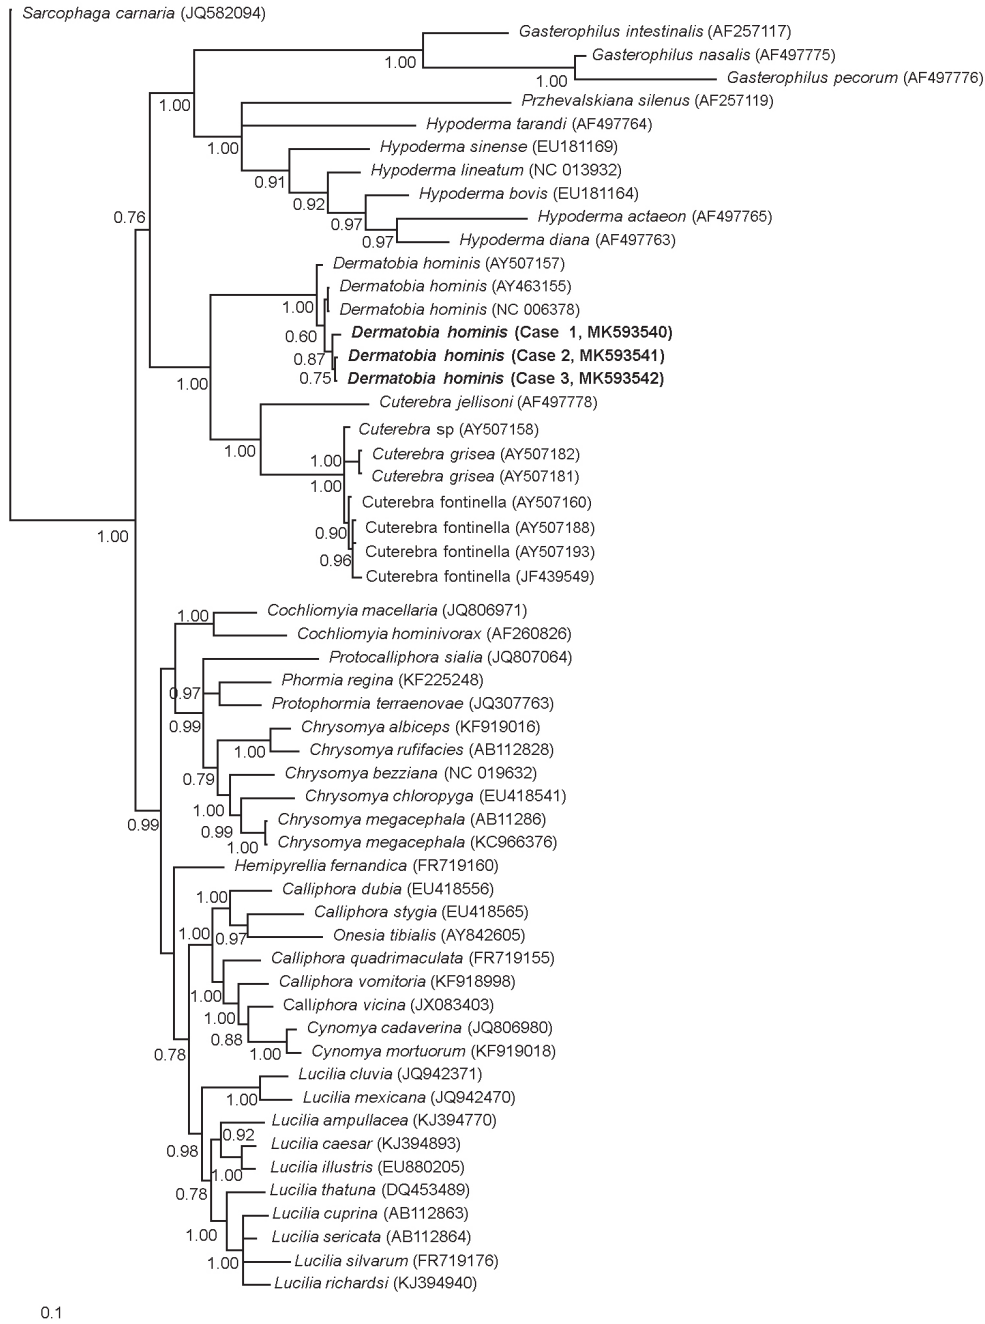 Sarcophaga carnaria (JQ582094)
Gasterophilus intestinalis (AF257117)
1.00
Gasterophilus nasalis (AF497775)
1.00
Gasterophilus pecorum (AF497776)
1.00
Przhevalskiana silenus (AF257119)
Hypoderma tarandi (AF497764)
1.00
Hypoderma sinense (EU181169)
0.91
Hypoderma lineatum (NC 013932)
0.92
Hypoderma bovis (EU181164)
0.76
0.97
Hypoderma actaeon (AF497765)
0.97
Hypoderma diana (AF497763)
Dermatobia hominis (AY507157)
Dermatobia hominis (AY463155)
1.00
Dermatobia hominis (NC 006378)
0.60
Dermatobia hominis (Case 1, MK593540)
0.87
Dermatobia hominis (Case 2, MK593541)
1.00
0.75
Dermatobia hominis (Case 3, MK593542)
Cuterebra jellisoni (AF497778)
Cuterebra sp (AY507158)
1.00
Cuterebra grisea (AY507182)
1.00
Cuterebra grisea (AY507181)
1.00
Cuterebra fontinella (AY507160)
1.00
0.90
Cuterebra fontinella (AY507188)
Cuterebra fontinella (AY507193)
0.96
Cuterebra fontinella (JF439549)
1.00
Cochliomyia macellaria (JQ806971)
Cochliomyia hominivorax (AF260826)
Protocalliphora sialia (JQ807064)
0.97
Phormia regina (KF225248)
Protophormia terraenovae (JQ307763)
0.99
Chrysomya albiceps (KF919016)
1.00
Chrysomya rufifacies (AB112828)
0.79
Chrysomya bezziana (NC 019632)
Chrysomya chloropyga (EU418541)
1.00
0.99
Chrysomya megacephala (AB11286)
0.99
1.00
Chrysomya megacephala (KC966376)
Hemipyrellia fernandica (FR719160)
1.00
Calliphora dubia (EU418556)
Calliphora stygia (EU418565)
1.00
0.97
Onesia tibialis (AY842605)
Calliphora quadrimaculata (FR719155)
1.00
Calliphora vomitoria (KF918998)
1.00
Calliphora vicina (JX083403)
0.88
Cynomya cadaverina (JQ806980)
0.78
1.00
Cynomya mortuorum (KF919018)
Lucilia cluvia (JQ942371)
1.00
Lucilia mexicana (JQ942470)
Lucilia ampullacea (KJ394770)
0.92
0.98
Lucilia caesar (KJ394893)
1.00
Lucilia illustris (EU880205)
0.78
Lucilia thatuna (DQ453489)
Lucilia cuprina (AB112863)
1.00
Lucilia sericata (AB112864)
1.00
Lucilia silvarum (FR719176)
Lucilia richardsi (KJ394940)
0.1